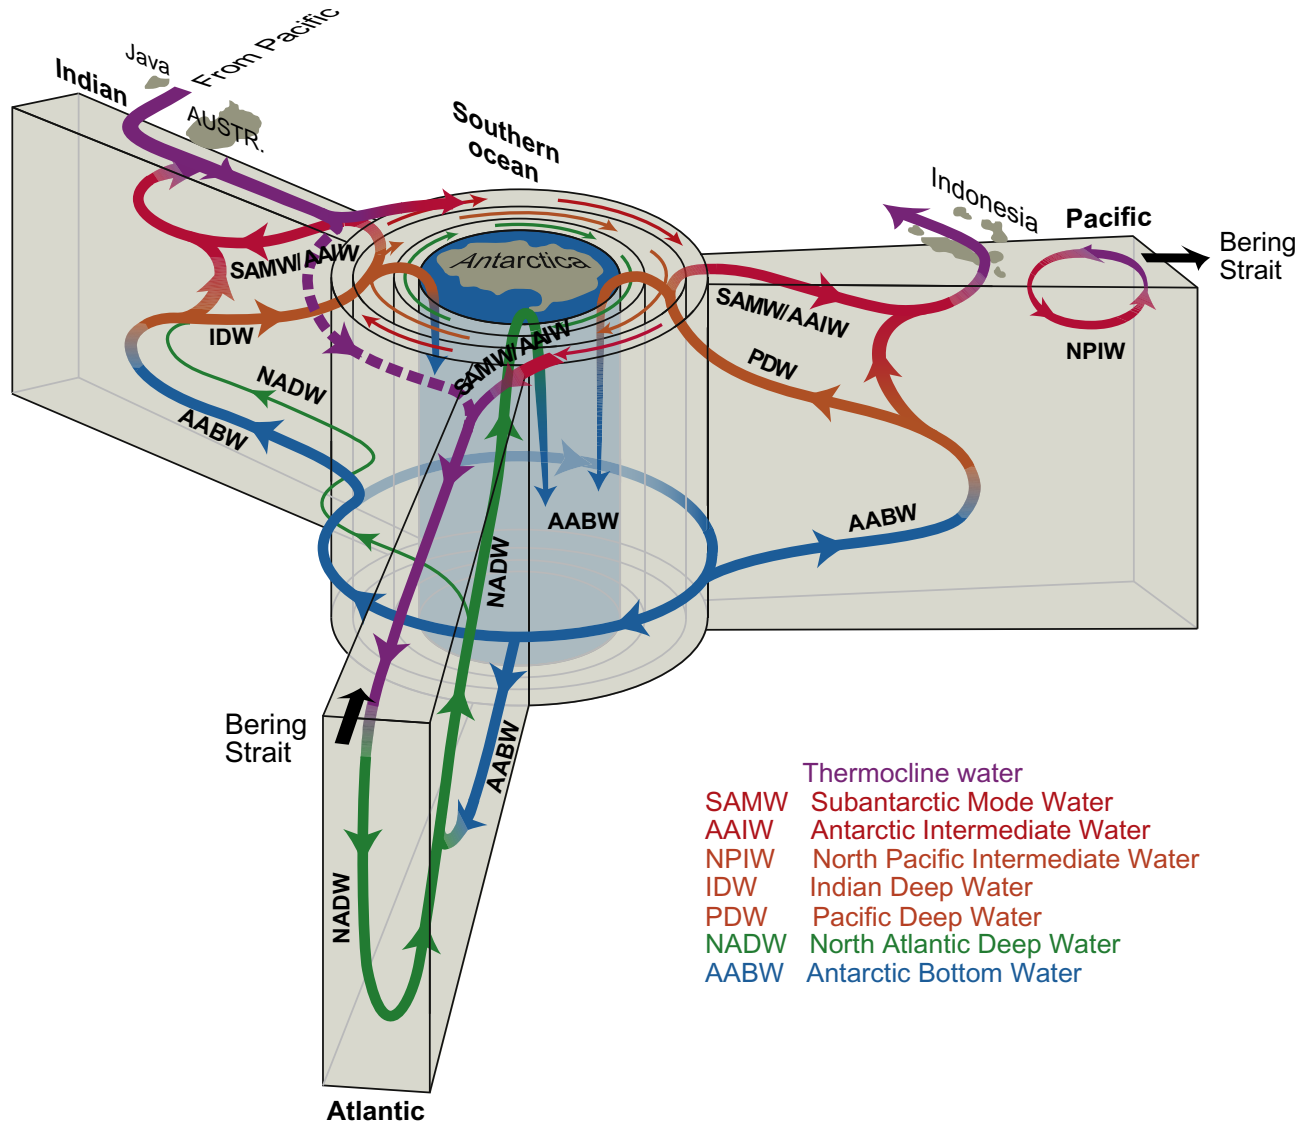 From Pacific
Java
Indian
AUSTR.
Southern
ocean
Indonesia
Pacific
Bering
Strait
Antarctica
SAMW/AAIW
SAMW/AAIW
SAMW/AAIW
IDW
PDW
NPIW
NADW
AABW
AABW
AABW
NADW
Bering
Strait
AABW
NADW
Atlantic
Thermocline water
SAMW Subantarctic Mode Water
AAIW Antarctic Intermediate Water
NPIW North Pacific Intermediate Water
IDW Indian Deep Water
PDW Pacific Deep Water
NADW North Atlantic Deep Water
AABW Antarctic Bottom Water